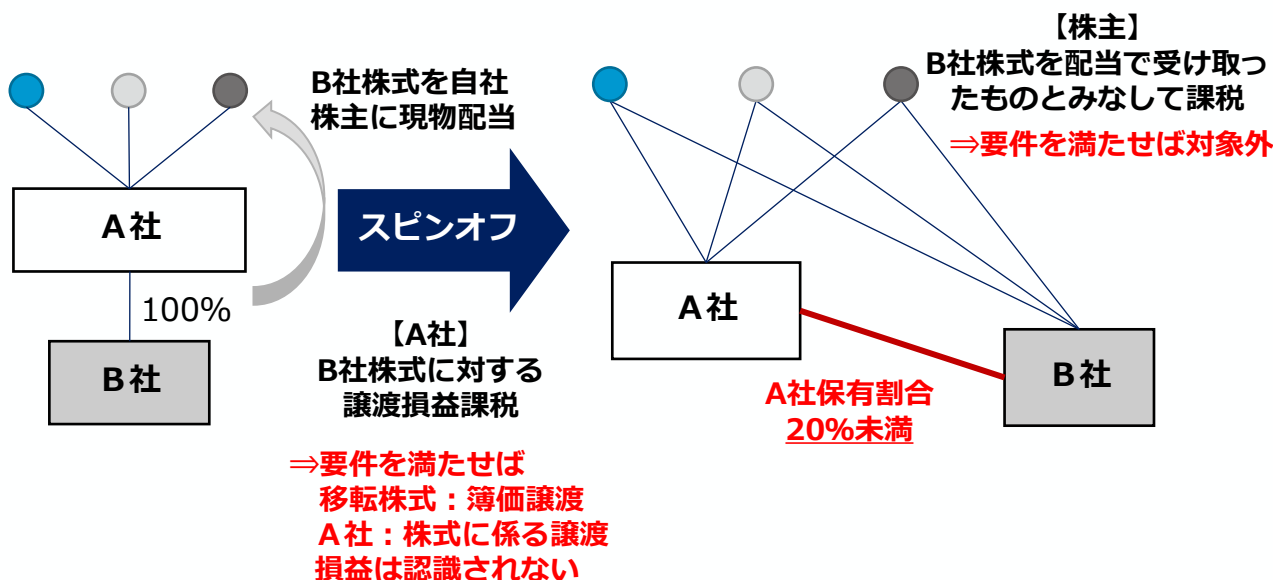 B社株式を自社
株主に現物配当
A社
100%
B社
スピンオフ
【A社】
B社株式に対する
譲渡損益課税
⇒要件を満たせば
移転株式：簿価譲渡
A社：株式に係る譲渡
損益は認識されない
【株主】
B社株式を配当で受け取っ
たものとみなして課税
⇒要件を満たせば対象外
A社
B社
A社保有割合
20%未満